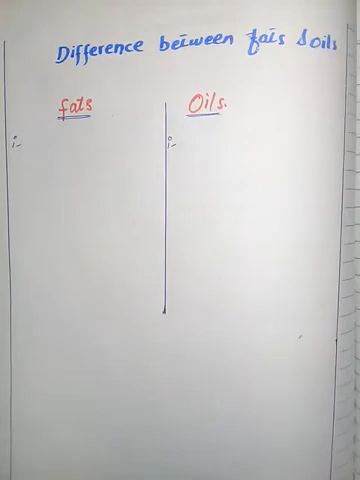 Difference between fats & oils
fats
Oils.
i-
i-